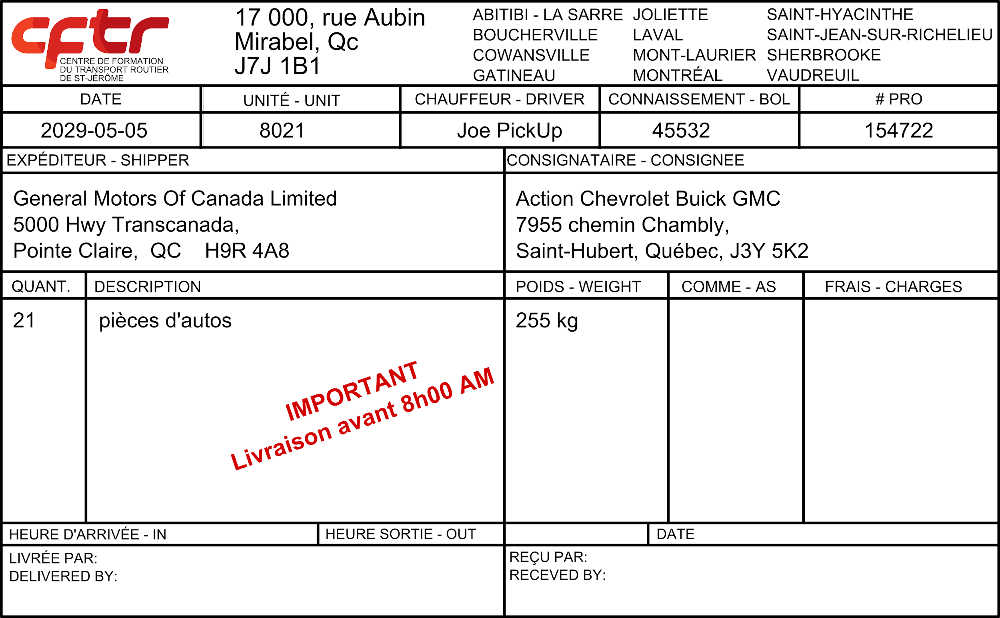 cftr
CENTRE DE FORMATION
DU TRANSPORT ROUTIER
DE ST-JÉRÔME
17 000, rue Aubin
Mirabel, Qc
J7J 1B1
ABITIBI - LA SARRE JOLIETTE SAINT-HYACINTHE
BOUCHERVILLE LAVAL SAINT-JEAN-SUR-RICHELIEU
COWANSVILLE MONT-LAURIER SHERBROOKE
GATINEAU MONTRÉAL VAUDREUIL
DATE UNITÉ - UNIT CHAUFFEUR - DRIVER CONNAISSEMENT - BOL # PRO
2029-05-05 8021 Joe PickUp 45532 154722
EXPÉDITEUR - SHIPPER CONSIGNATAIRE - CONSIGNEE
General Motors Of Canada Limited
5000 Hwy Transcanada,
Pointe Claire, QC H9R 4A8
Action Chevrolet Buick GMC
7955 chemin Chambly,
Saint-Hubert, Québec, J3Y 5K2
QUANT. DESCRIPTION POIDS - WEIGHT COMME - AS FRAIS - CHARGES
21 pièces d'autos 255 kg
IMPORTANT
Livraison avant 8h00 AM
HEURE D'ARRIVÉE - IN HEURE SORTIE - OUT DATE
LIVRÉE PAR:
DELIVERED BY:
REÇU PAR:
RECEVED BY: